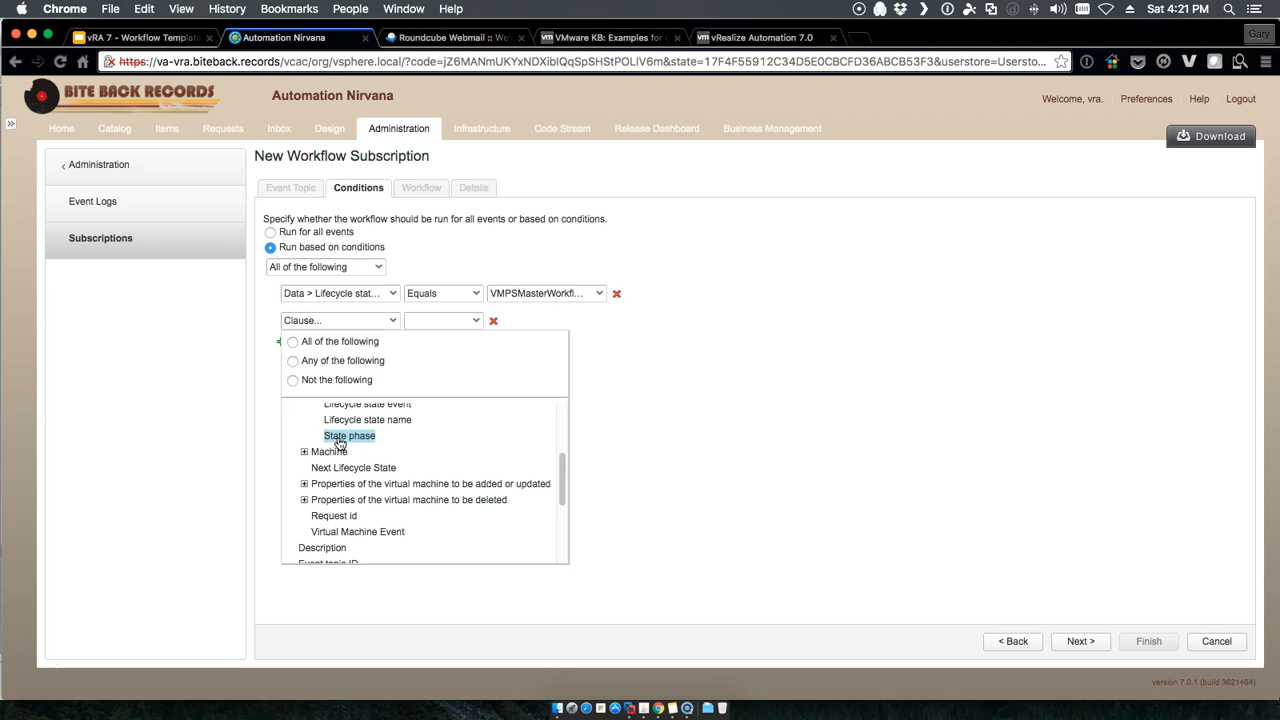 Chrome File Edit View History Bookmarks People Window Help Sat 4:21 PM
vRA 7 - Workflow Templat Automation Nirvana Roundcube Webmail :: Wel VMware KB: Examples for c vRealize Automation 7.0 Gary
https://va-vra.biteback.records/vcac/org/vsphere.local/?code=
BITE BACK RECORDS
Automation Nirvana
Welcome, vra. Preferences Help Logout
Home Catalog Items Requests Inbox Design Administration Infrastructure Code Stream Release Dashboard Business Management
Download
Administration
Event Logs
Subscriptions
New Workflow Subscription
Event Topic Conditions Workflow Details
Specify whether the workflow should be run for all events or based on conditions.
Run for all events
Run based on conditions
All of the following
Data > Lifecycle stat... Equals VMPSMasterWorkfl...
Clause...
All of the following
Any of the following
Not the following
Lifecycle state event
Lifecycle state name
State phase
Machine
Next Lifecycle State
Properties of the virtual machine to be added or updated
Properties of the virtual machine to be deleted
Request id
Virtual Machine Event
Description
Event topic ID
< Back Next > Finish Cancel
version 7.0.1 (build 3621464)